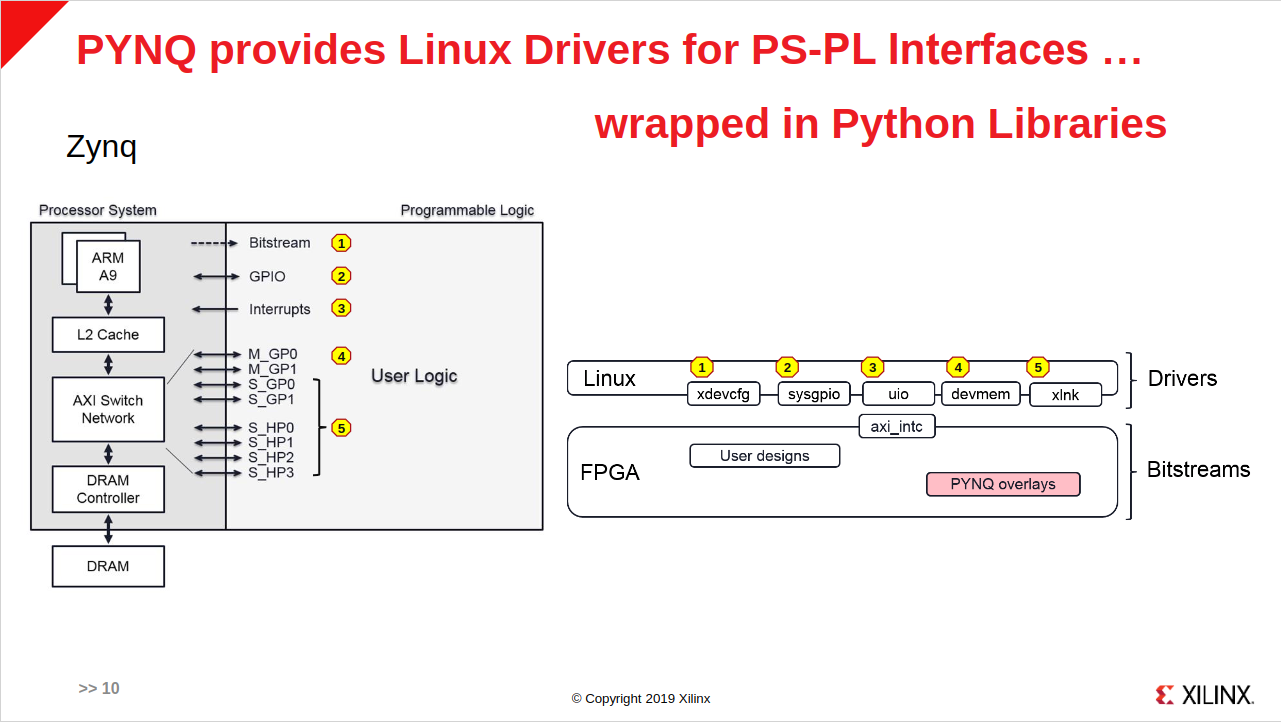 PYNQ provides Linux Drivers for PS-PL Interfaces …
wrapped in Python Libraries
Zynq
Processor System
Programmable Logic
ARM
A9
L2 Cache
AXI Switch
Network
DRAM
Controller
DRAM
Bitstream 1
GPIO 2
Interrupts 3
M_GP0 4
M_GP1
S_GP0
S_GP1
S_HP0 5
S_HP1
S_HP2
S_HP3
User Logic
1 2 3 4 5
Linux
xdevcfg sysgpio uio devmem xlnk
Drivers
axi_intc
User designs
FPGA
PYNQ overlays
Bitstreams
>> 10
© Copyright 2019 Xilinx
XILINX.